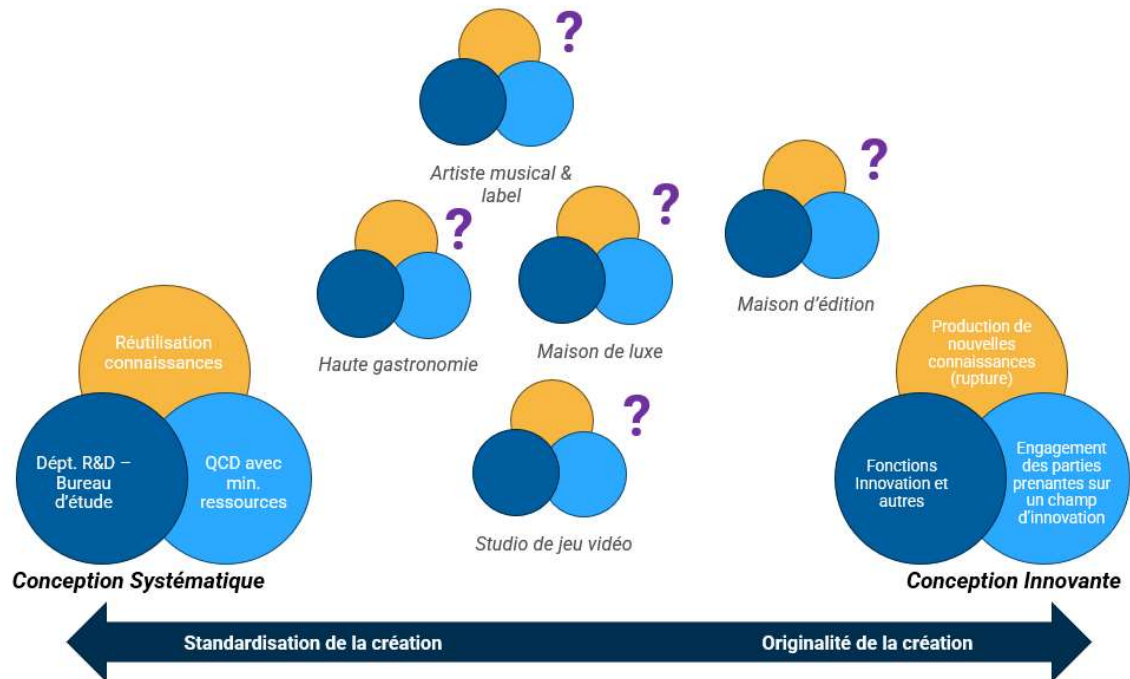 ?
Artiste musical &
label
?
Maison d'édition
?
Haute gastronomie
?
Maison de luxe
Réutilisation
connaissances
Dépt. R&D –
Bureau
d'étude
QCD avec
min.
ressources
Conception Systématique
?
Studio de jeu vidéo
Production de
nouvelles
connaissances
(rupture)
Fonctions
Innovation et
autres
Engagement
des parties
prenantes sur
un champ
d'innovation
Conception Innovante
Standardisation de la création
Originalité de la création